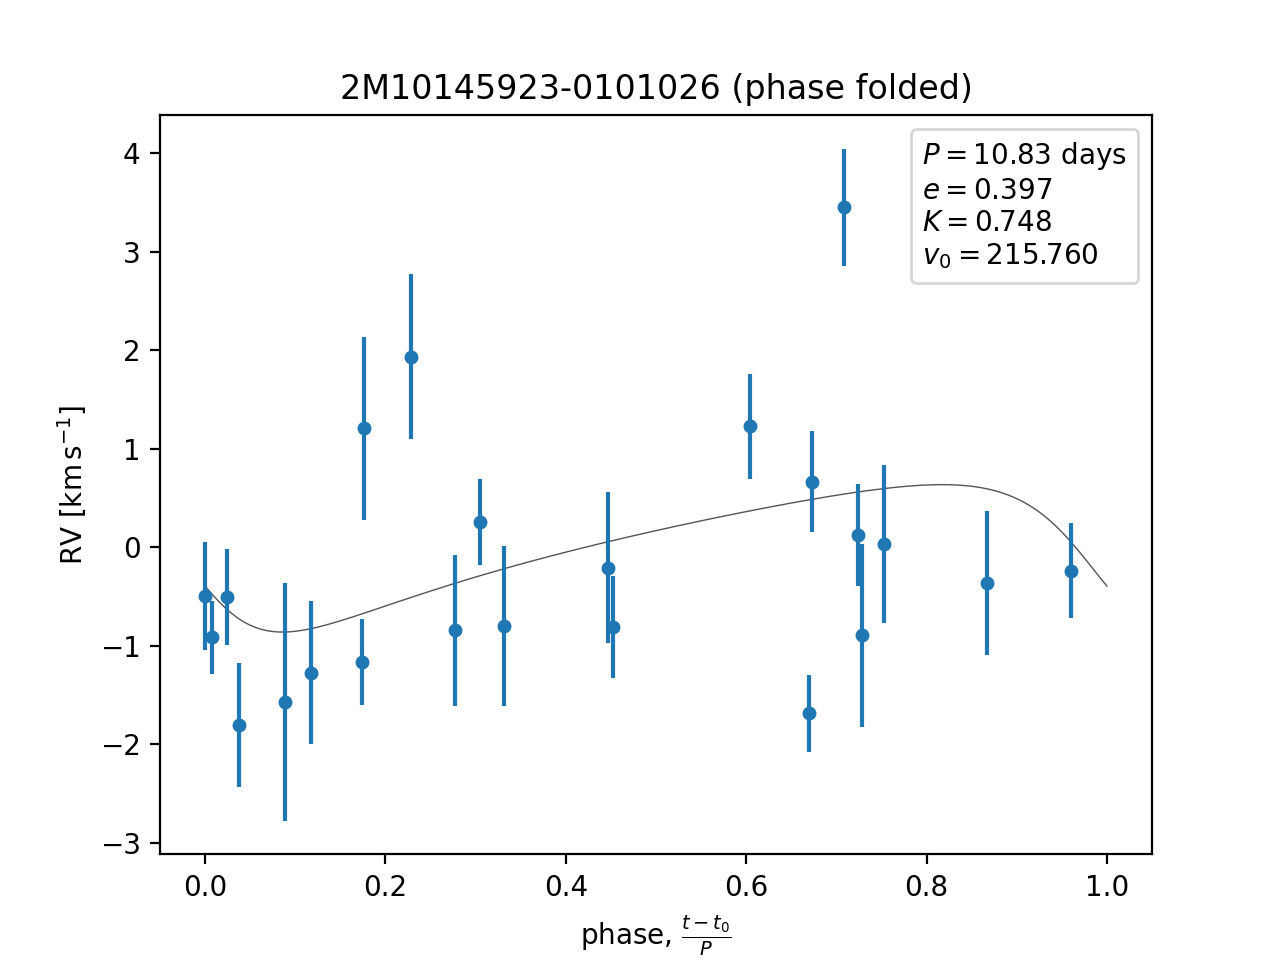 2M10145923-0101026 (phase folded)
P = 10.83 days
e = 0.397
K = 0.748
v₀ = 215.760
RV [km s⁻¹]
4
3
2
1
0
−1
−2
−3
0.0 0.2 0.4 0.6 0.8 1.0
phase, (t − t₀)/P